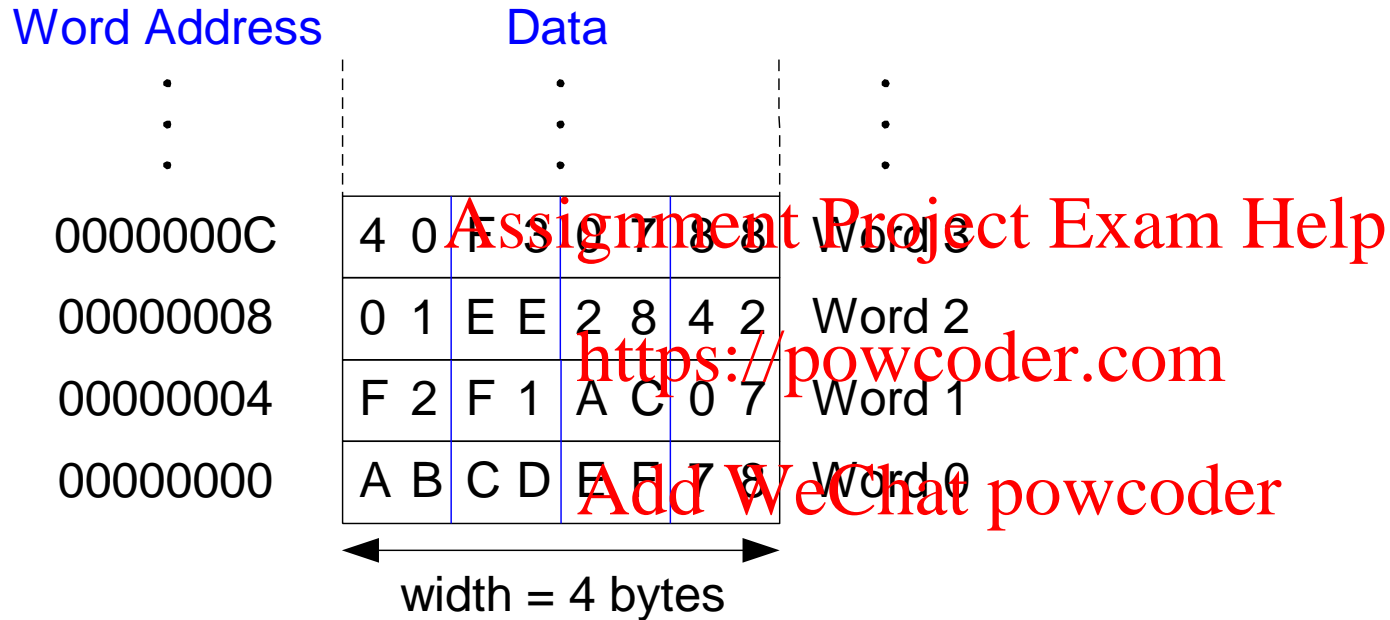 Word Address Data
0000000C 4 0 F 3 0 7 8 8 Word 3
Assignment Project Exam Help
00000008 0 1 E E 2 8 4 2 Word 2
https://powcoder.com
00000004 F 2 F 1 A C 0 7 Word 1
00000000 A B C D E F 7 8 Word 0
Add WeChat powcoder
width = 4 bytes